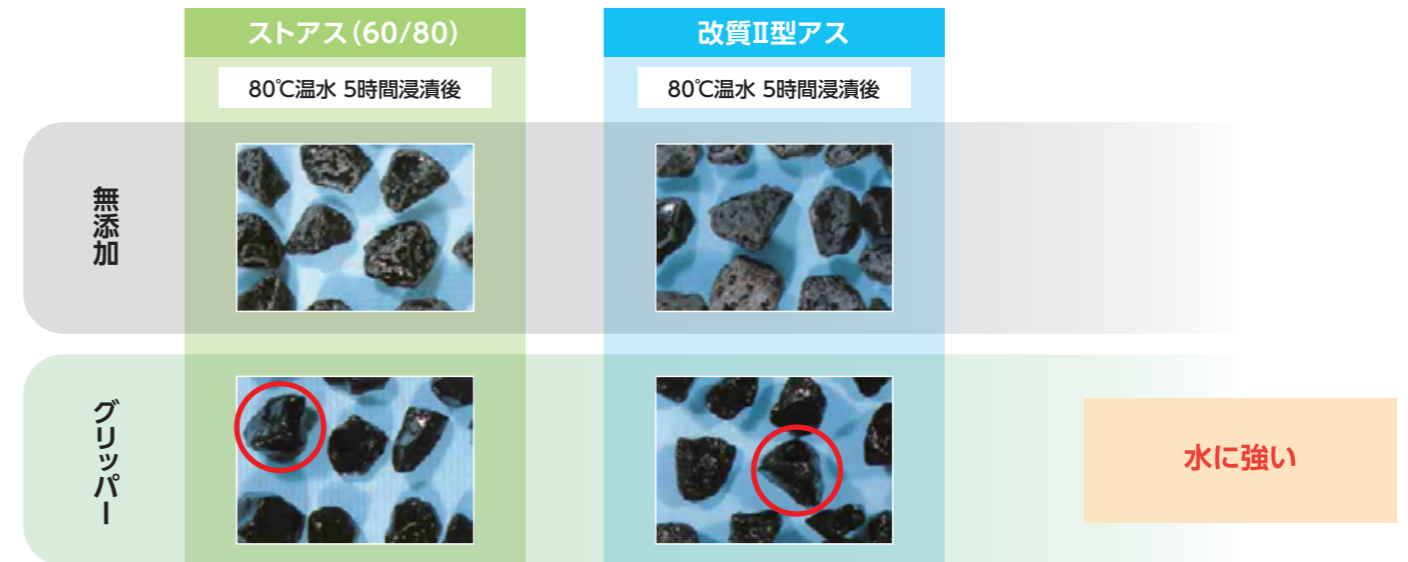 ストアス（60/80）
改質Ⅱ型アス
80℃温水 5時間浸漬後
80℃温水 5時間浸漬後
無添加
グリッパー
水に強い